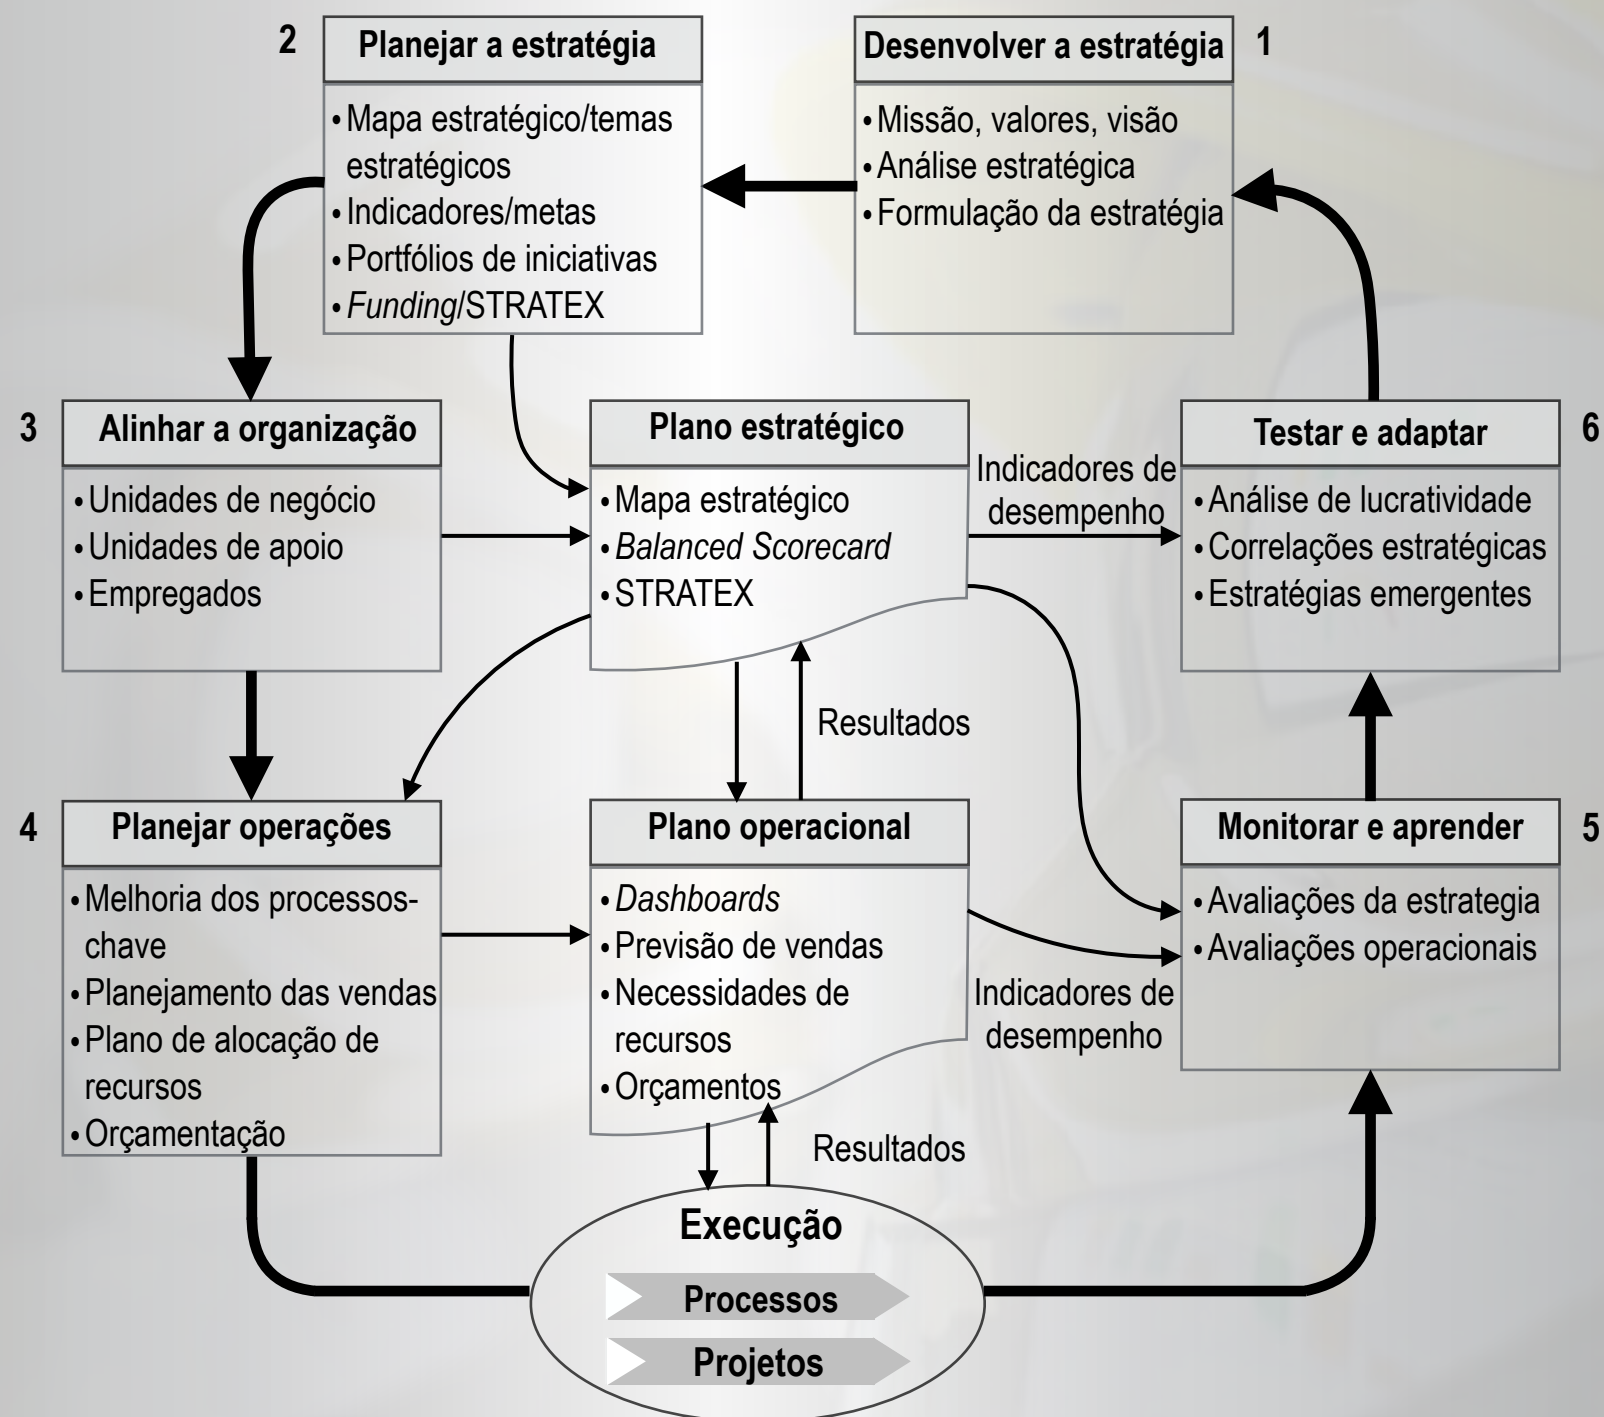 2
Planejar a estratégia
• Mapa estratégico/temas
estratégicos
• Indicadores/metas
• Portfólios de iniciativas
• Funding/STRATEX
Desenvolver a estratégia
1
• Missão, valores, visão
• Análise estratégica
• Formulação da estratégia
3
Alinhar a organização
• Unidades de negócio
• Unidades de apoio
• Empregados
Plano estratégico
• Mapa estratégico
• Balanced Scorecard
• STRATEX
Indicadores de
desempenho
Testar e adaptar
6
• Análise de lucratividade
• Correlações estratégicas
• Estratégias emergentes
Resultados
4
Planejar operações
• Melhoria dos processos-
chave
• Planejamento das vendas
• Plano de alocação de
recursos
• Orçamentação
Plano operacional
• Dashboards
• Previsão de vendas
• Necessidades de
recursos
• Orçamentos
Indicadores de
desempenho
Monitorar e aprender
5
• Avaliações da estrategia
• Avaliações operacionais
Resultados
Execução
Processos
Projetos